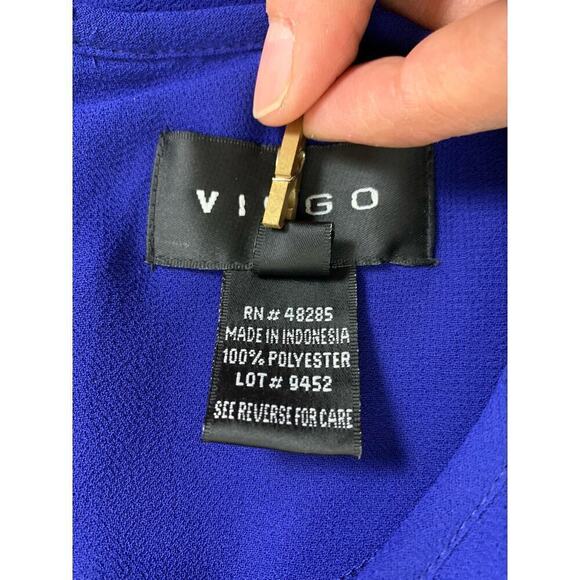 RN # 48285
MADE IN INDONESIA
100% POLYESTER
LOT # 9452
SEE REVERSE FOR CARE